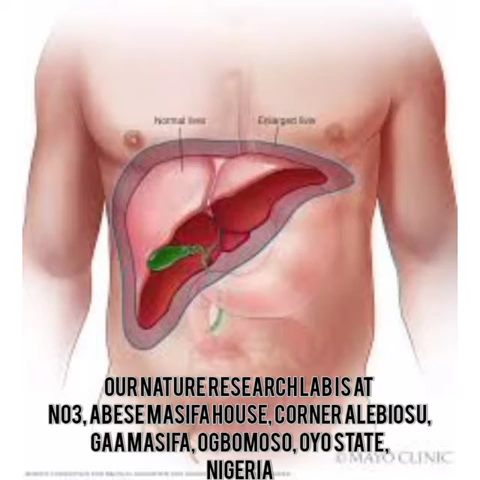 Normal liver
Enlarged liver
OUR NATURE RESEARCH LAB IS AT
NO3, ABESE MASIFA HOUSE, CORNER ALEBIOSU,
GAA MASIFA, OGBOMOSO, OYO STATE,
NIGERIA
© MAYO CLINIC